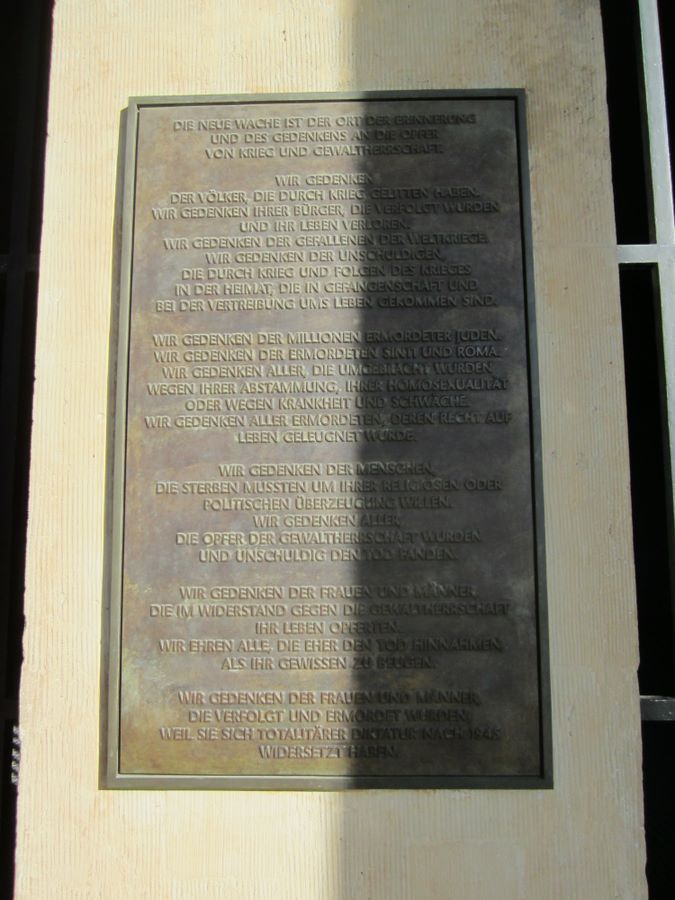 DIE NEUE WACHE IST DER ORT DER ERINNERUNG
UND DES GEDENKENS AN DIE OPFER
VON KRIEG UND GEWALTHERRSCHAFT.
WIR GEDENKEN
DER VÖLKER, DIE DURCH KRIEG GELITTEN HABEN.
WIR GEDENKEN IHRER BÜRGER, DIE VERFOLGT WURDEN
UND IHR LEBEN VERLOREN.
WIR GEDENKEN DER GEFALLENEN DER WELTKRIEGE.
WIR GEDENKEN DER UNSCHULDIGEN,
DIE DURCH KRIEG UND FOLGEN DES KRIEGES
IN DER HEIMAT, DIE IN GEFANGENSCHAFT UND
BEI DER VERTREIBUNG UMS LEBEN GEKOMMEN SIND.
WIR GEDENKEN DER MILLIONEN ERMORDETER JUDEN.
WIR GEDENKEN DER ERMORDETEN SINTI UND ROMA.
WIR GEDENKEN ALLER, DIE UMGEBRACHT WURDEN
WEGEN IHRER ABSTAMMUNG, IHRER HOMOSEXUALITÄT
ODER WEGEN KRANKHEIT UND SCHWÄCHE.
WIR GEDENKEN ALLER ERMORDETEN, DEREN RECHT AUF
LEBEN GELEUGNET WURDE.
WIR GEDENKEN DER MENSCHEN,
DIE STERBEN MUSSTEN UM IHRER RELIGIÖSEN ODER
POLITISCHEN ÜBERZEUGUNG WILLEN.
WIR GEDENKEN ALLER,
DIE OPFER DER GEWALTHERRSCHAFT WURDEN
UND UNSCHULDIG DEN TOD FANDEN.
WIR GEDENKEN DER FRAUEN UND MÄNNER,
DIE IM WIDERSTAND GEGEN DIE GEWALTHERRSCHAFT
IHR LEBEN OPFERTEN.
WIR EHREN ALLE, DIE EHER DEN TOD HINNAHMEN,
ALS IHR GEWISSEN ZU BEUGEN.
WIR GEDENKEN DER FRAUEN UND MÄNNER,
DIE VERFOLGT UND ERMORDET WURDEN,
WEIL SIE SICH TOTALITÄRER DIKTATUR NACH 1945
WIDERSETZT HABEN.